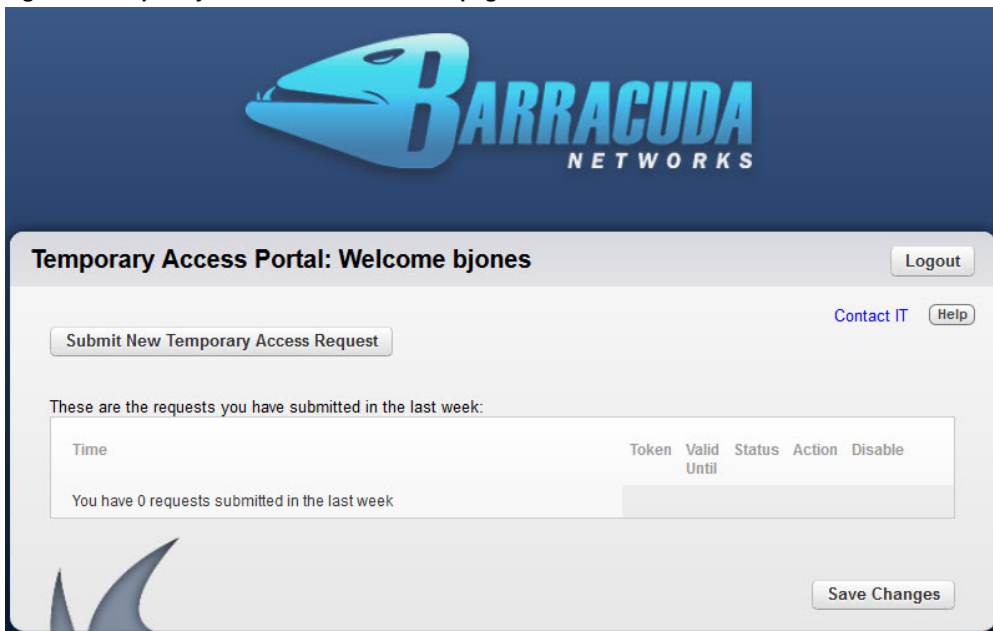 BARRACUDA
NETWORKS
Temporary Access Portal: Welcome bjones
Logout
Contact IT
Help
Submit New Temporary Access Request
These are the requests you have submitted in the last week:
Time
Token
Valid
Until
Status
Action
Disable
You have 0 requests submitted in the last week
Save Changes